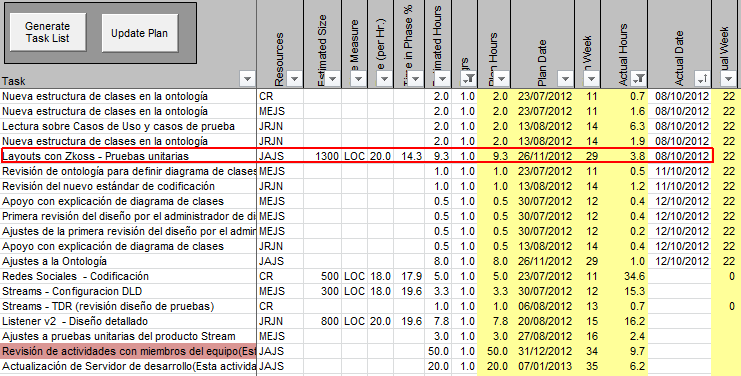 Generate
Task List
Update Plan
Task Resources Estimated Size Measure (per Hr.) Time in Phase % Estimated Hours Plan Hours Plan Date Week Actual Hours Actual Date Week
Nueva estructura de clases en la ontología CR 2.0 1.0 2.0 23/07/2012 11 0.7 08/10/2012 22
Nueva estructura de clases en la ontología MEJS 2.0 1.0 2.0 23/07/2012 11 1.6 08/10/2012 22
Lectura sobre Casos de Uso y casos de prueba JRJN 2.0 1.0 2.0 13/08/2012 14 6.3 08/10/2012 22
Nueva estructura de clases en la ontología JRJN 2.0 1.0 2.0 13/08/2012 14 1.9 08/10/2012 22
Layouts con Zkoss - Pruebas unitarias JAJS 1300 LOC 20.0 14.3 9.3 1.0 9.3 26/11/2012 29 3.8 08/10/2012 22
Revisión de ontología para definir diagrama de clases MEJS 0.5 1.0 0.5 13/08/2012 14 0.5 11/10/2012 22
Revisión del nuevo estándar de codificación JRJN 1.0 1.0 1.0 13/08/2012 14 1.2 11/10/2012 22
Apoyo con explicación de diagrama de clases MEJS 0.5 1.0 0.5 30/07/2012 12 0.4 12/10/2012 22
Primera revisión del diseño por el administrador de MEJS 0.5 1.0 0.5 30/07/2012 12 0.2 12/10/2012 22
Ajustes de la primera revisión del diseño por el MEJS 0.5 1.0 0.5 30/07/2012 12 0.4 12/10/2012 22
Apoyo con explicación de diagrama de clases JRJN 0.5 1.0 0.5 13/08/2012 14 0.4 12/10/2012 22
Ajustes a la Ontología JAJS 8.0 1.0 8.0 26/11/2012 29 1.0 12/10/2012 22
Redes Sociales - Codificación CR 500 LOC 18.0 17.9 5.0 1.0 5.0 23/07/2012 11 34.6 0
Streams - Configuracion DLD MEJS 300 LOC 18.0 19.6 3.3 1.0 3.3 30/07/2012 12 15.3
Streams - TDR (revisión diseño de pruebas) CR 1.0 1.0 1.0 06/08/2012 13 0.7 0
Listener v2 - Diseño detallado JRJN 800 LOC 20.0 19.6 7.8 1.0 7.8 20/08/2012 15 16.2
Ajustes a pruebas unitarias del producto Stream MEJS 3.0 1.0 3.0 27/08/2012 16 2.4
Revisión de actividades con miembros del equipo(Est JAJS 50.0 1.0 50.0 31/12/2012 34 9.7
Actualización de Servidor de desarrollo(Esta activida JAJS 20.0 1.0 20.0 07/01/2013 35 6.2